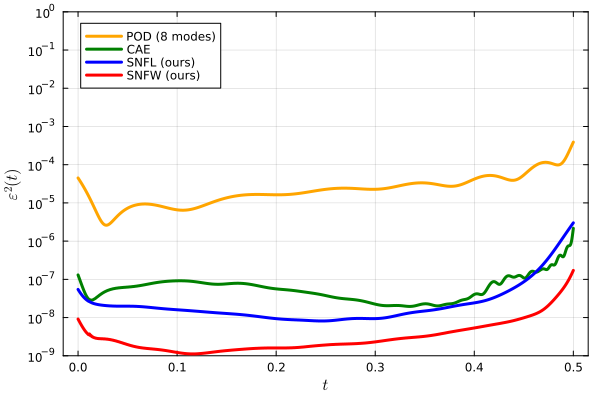 10⁰
10⁻¹
10⁻²
10⁻³
10⁻⁴
10⁻⁵
10⁻⁶
10⁻⁷
10⁻⁸
10⁻⁹
ε²(t)
POD (8 modes)
CAE
SNFL (ours)
SNFW (ours)
0.0 0.1 0.2 0.3 0.4 0.5
t